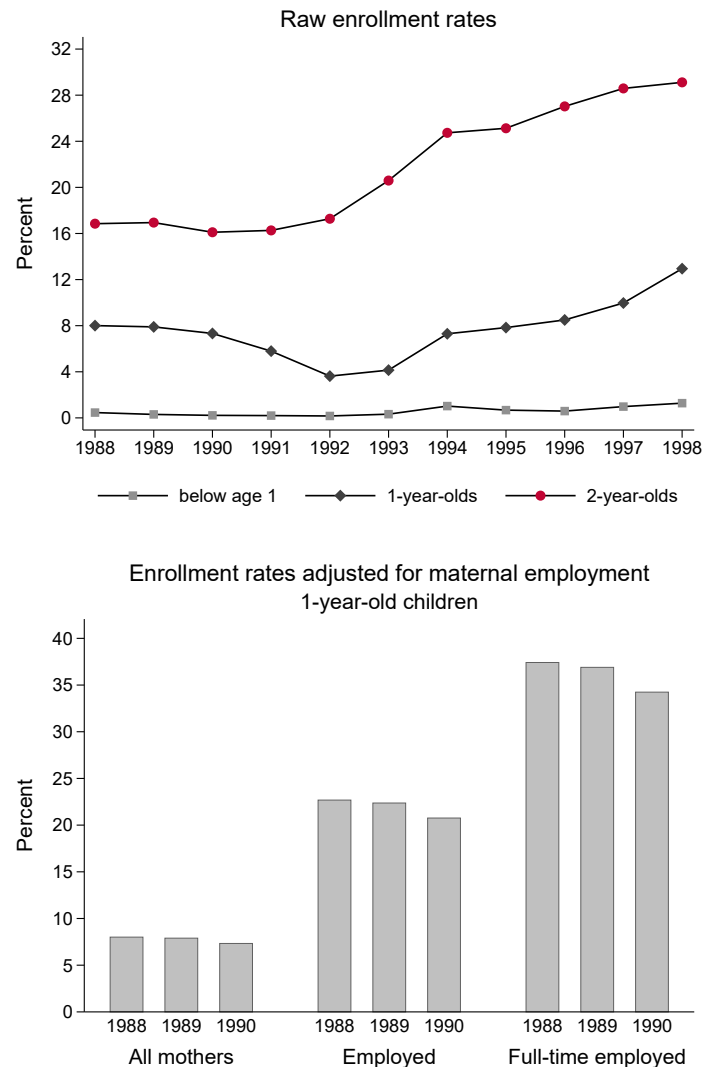 Raw enrollment rates
32
28
24
20
16
12
8
4
0
Percent
1988 1989 1990 1991 1992 1993 1994 1995 1996 1997 1998
below age 1 1-year-olds 2-year-olds
Enrollment rates adjusted for maternal employment
1-year-old children
40
35
30
25
20
15
10
5
0
Percent
1988 1989 1990 1988 1989 1990 1988 1989 1990
All mothers Employed Full-time employed